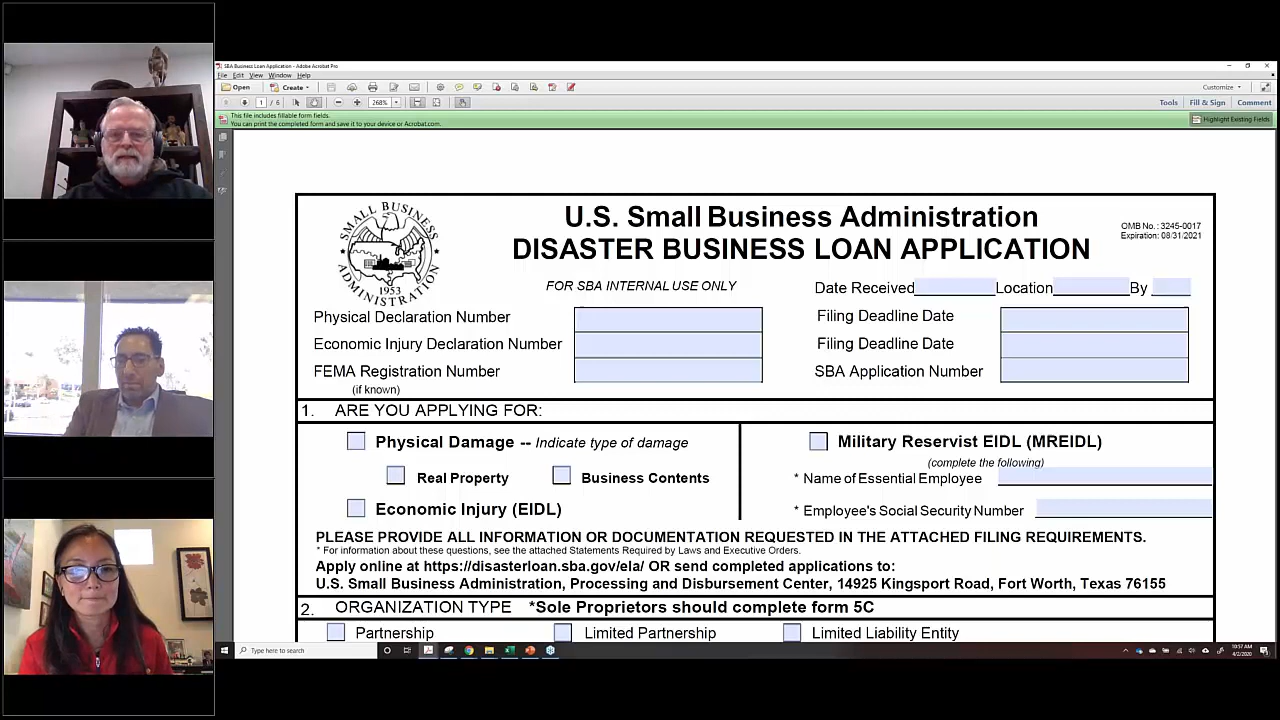 SBA Business Loan Application - Adobe Acrobat Pro
File Edit View Window Help
Open Create Customize
1 / 6 268% Tools Fill & Sign Comment
This file includes fillable form fields.
You can print the completed form and save it to your device or Acrobat.com.
Highlight Existing Fields
SMALL BUSINESS ADMINISTRATION
1953
U.S. Small Business Administration
DISASTER BUSINESS LOAN APPLICATION
OMB No. : 3245-0017
Expiration: 08/31/2021
FOR SBA INTERNAL USE ONLY
Date Received Location By
Physical Declaration Number Filing Deadline Date
Economic Injury Declaration Number Filing Deadline Date
FEMA Registration Number SBA Application Number
(if known)
1. ARE YOU APPLYING FOR:
Physical Damage -- Indicate type of damage
Real Property Business Contents
Economic Injury (EIDL)
Military Reservist EIDL (MREIDL)
(complete the following)
* Name of Essential Employee
* Employee's Social Security Number
PLEASE PROVIDE ALL INFORMATION OR DOCUMENTATION REQUESTED IN THE ATTACHED FILING REQUIREMENTS.
* For information about these questions, see the attached Statements Required by Laws and Executive Orders.
Apply online at https://disasterloan.sba.gov/ela/ OR send completed applications to:
U.S. Small Business Administration, Processing and Disbursement Center, 14925 Kingsport Road, Fort Worth, Texas 76155
2. ORGANIZATION TYPE *Sole Proprietors should complete form 5C
Partnership Limited Partnership Limited Liability Entity
Type here to search
10:57 AM
4/2/2020